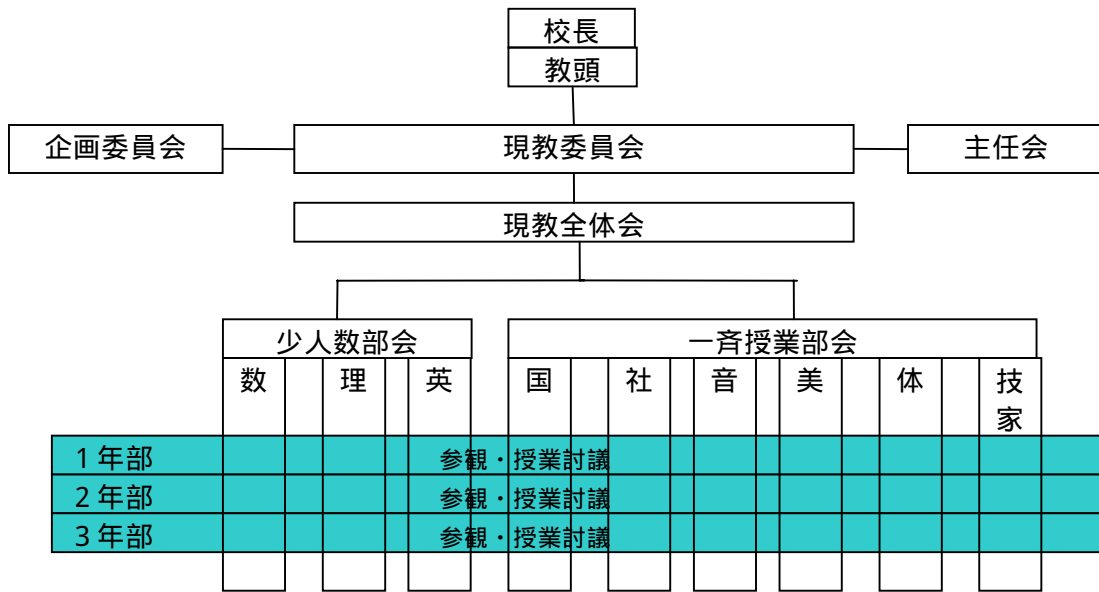 校長
教頭
企画委員会
現教委員会
主任会
現教全体会
少人数部会
一斉授業部会
数
理
英
国
社
音
美
体
技
家
1年部
参観・授業討議
2年部
参観・授業討議
3年部
参観・授業討議